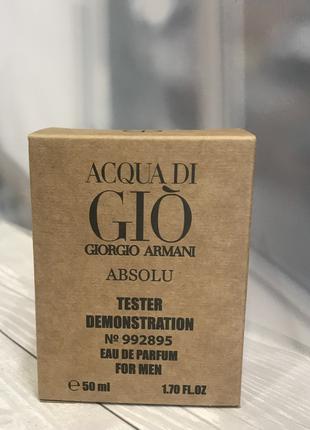 ACQUA DI
GIÒ
GIORGIO ARMANI
ABSOLU
TESTER
DEMONSTRATION
№ 992895
EAU DE PARFUM
FOR MEN
℮ 50 ml 1.70 FL.OZ